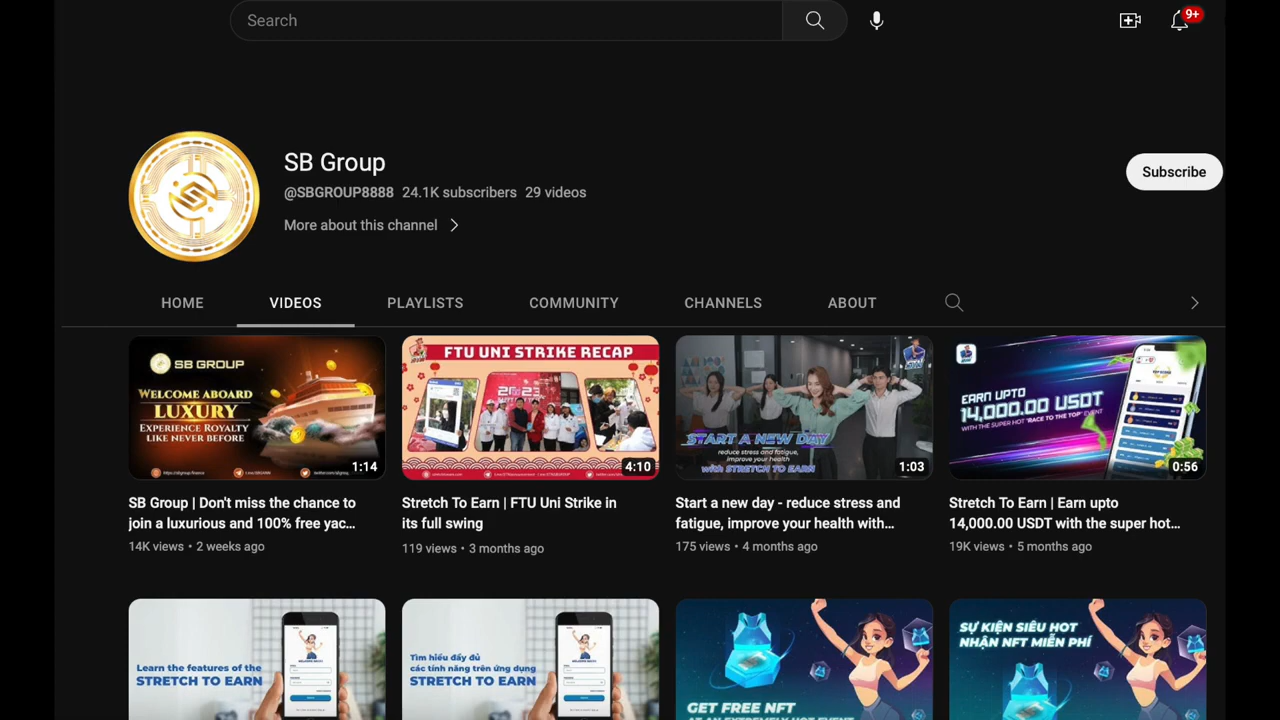 Search
9+
SB Group
@SBGROUP8888 24.1K subscribers 29 videos
More about this channel
Subscribe
HOME
VIDEOS
PLAYLISTS
COMMUNITY
CHANNELS
ABOUT
SB GROUP
WELCOME ABOARD
LUXURY
EXPERIENCE ROYALTY
LIKE NEVER BEFORE
1:14
SB Group | Don't miss the chance to
join a luxurious and 100% free yac...
14K views • 2 weeks ago
FTU UNI STRIKE RECAP
2023
4:10
Stretch To Earn | FTU Uni Strike in
its full swing
119 views • 3 months ago
START A NEW DAY
reduce stress and fatigue,
improve your health
with STRETCH TO EARN
1:03
Start a new day - reduce stress and
fatigue, improve your health with...
175 views • 4 months ago
EARN UPTO
14,000.00 USDT
WITH THE SUPER HOT "RACE TO THE TOP" EVENT
0:56
Stretch To Earn | Earn upto
14,000.00 USDT with the super hot...
19K views • 5 months ago
Learn the features of the
STRETCH TO EARN
Tìm hiểu đầy đủ
các tính năng trên ứng dụng
STRETCH TO EARN
GET FREE NFT
AT AN EXTREMELY HOT EVENT
SỰ KIỆN SIÊU HOT
NHẬN NFT MIỄN PHÍ